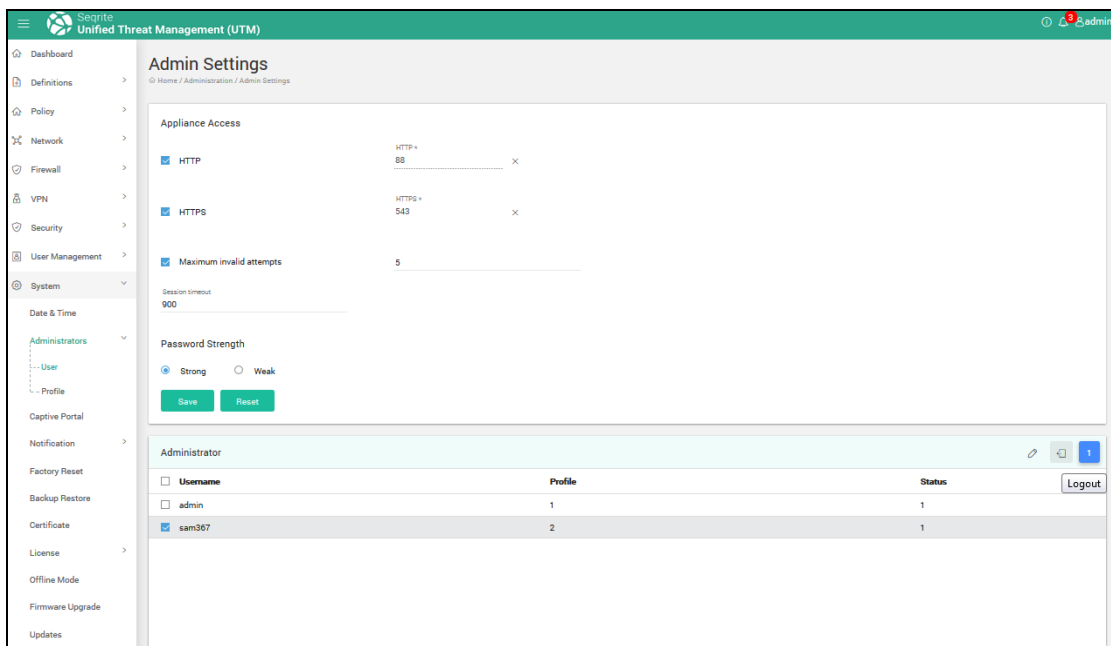 Seqrite
Unified Threat Management (UTM)
3
admin
Dashboard
Definitions
Policy
Network
Firewall
VPN
Security
User Management
System
Date & Time
Administrators
User
Profile
Captive Portal
Notification
Factory Reset
Backup Restore
Certificate
License
Offline Mode
Firmware Upgrade
Updates
Admin Settings
Home / Administration / Admin Settings
Appliance Access
HTTP *
HTTP 88
HTTPS *
HTTPS 543
Maximum invalid attempts 5
Session timeout
900
Password Strength
Strong Weak
Save Reset
Administrator 1
Logout
Username Profile Status
admin 1 1
sam367 2 1